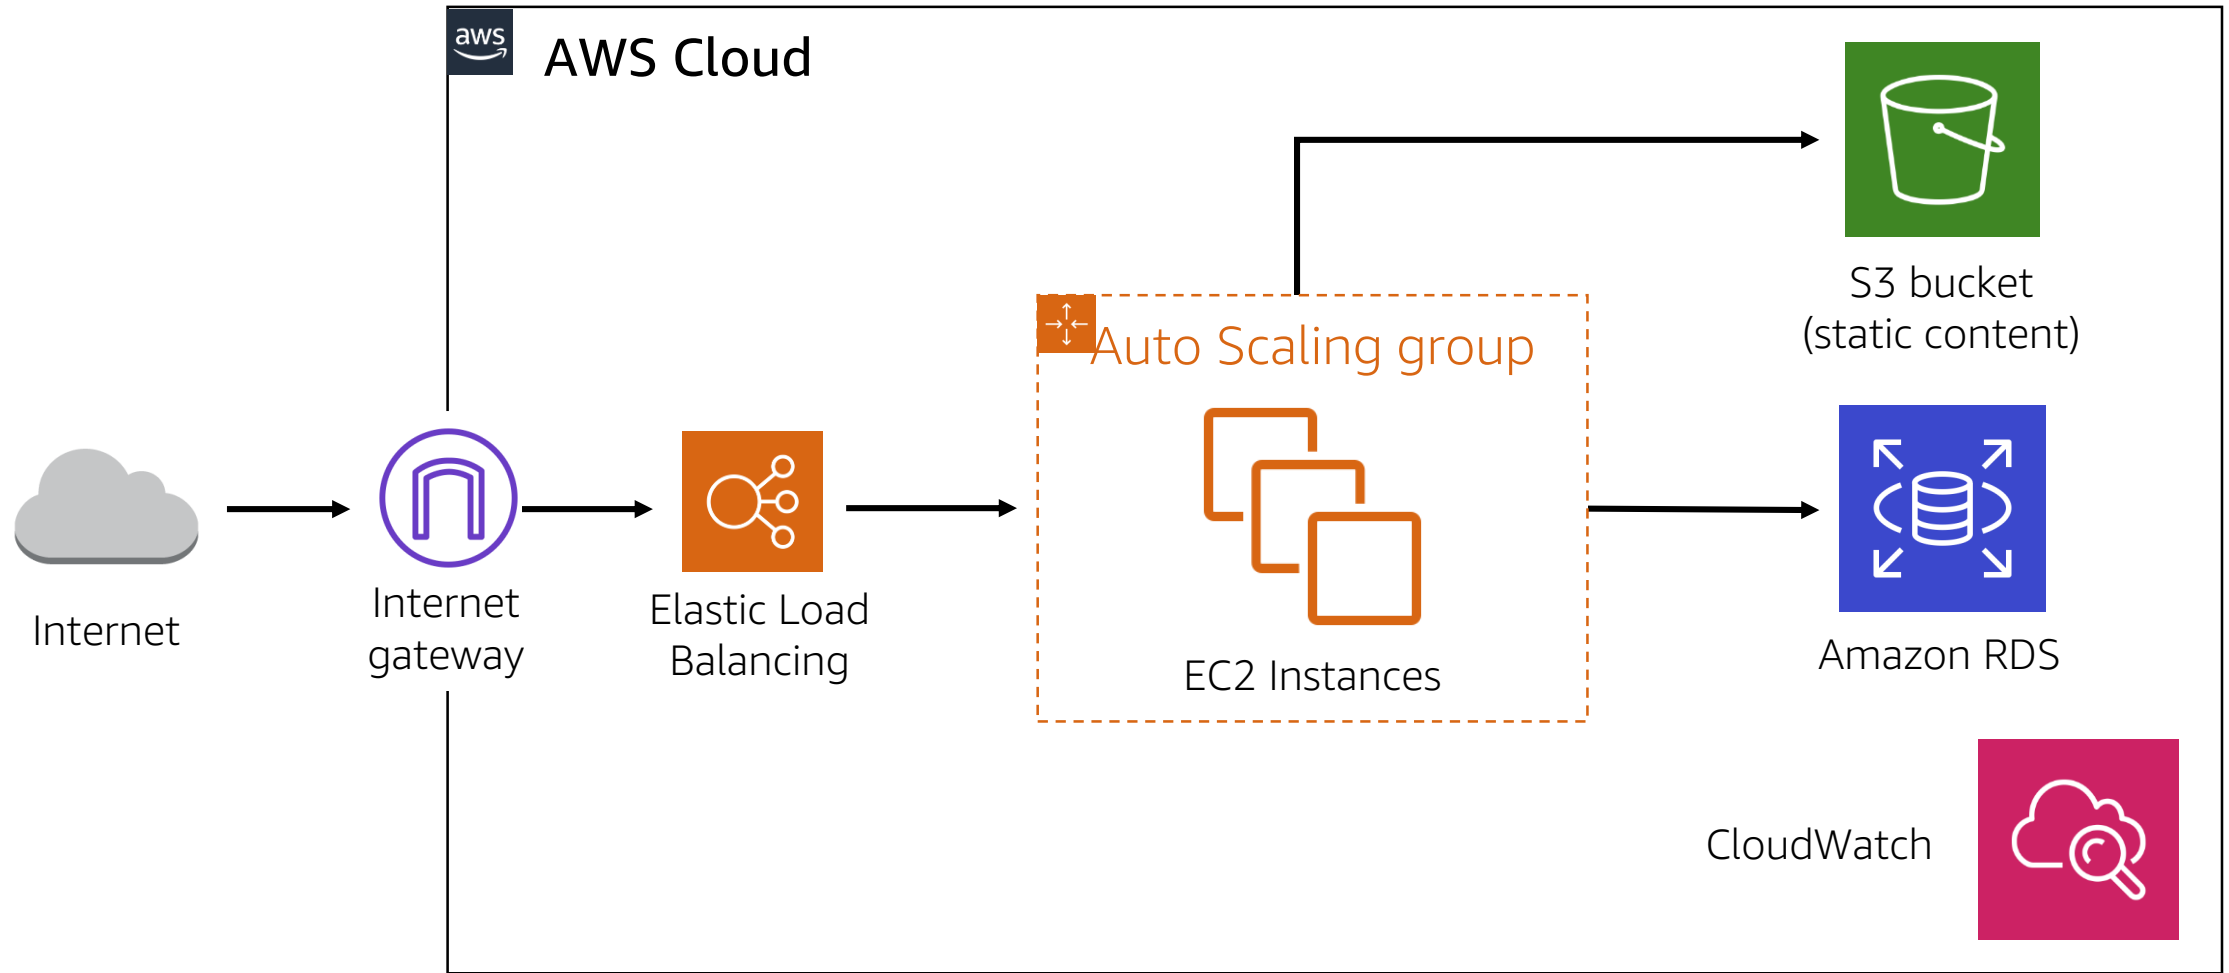 aws
AWS Cloud
S3 bucket
(static content)
Auto Scaling group
Internet
Internet
gateway
Elastic Load
Balancing
EC2 Instances
Amazon RDS
CloudWatch